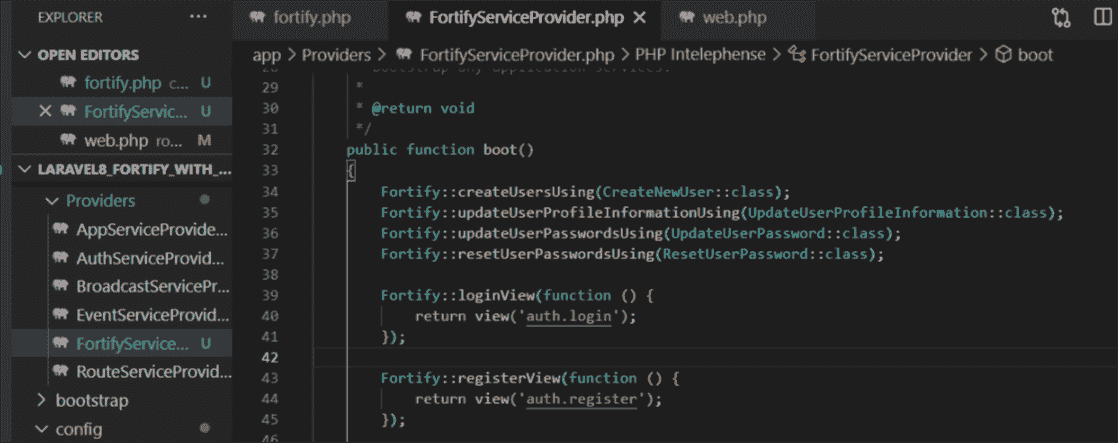 EXPLORER
OPEN EDITORS
fortify.php c... U
FortifyServic... U
web.php ro... M
LARAVEL8_FORTIFY_WITH_...
Providers
AppServiceProvide...
AuthServiceProvid...
BroadcastServicePr...
EventServiceProvid...
FortifyService... U
RouteServiceProvid...
bootstrap
config
fortify.php
FortifyServiceProvider.php
web.php
app > Providers > FortifyServiceProvider.php > PHP Intelephense > FortifyServiceProvider > boot
28 * Bootstrap any application services.
29 *
30 * @return void
31 */
32 public function boot()
33 {
34 Fortify::createUsersUsing(CreateNewUser::class);
35 Fortify::updateUserProfileInformationUsing(UpdateUserProfileInformation::class);
36 Fortify::updateUserPasswordsUsing(UpdateUserPassword::class);
37 Fortify::resetUserPasswordsUsing(ResetUserPassword::class);
38
39 Fortify::loginView(function () {
40 return view('auth.login');
41 });
42
43 Fortify::registerView(function () {
44 return view('auth.register');
45 });
46